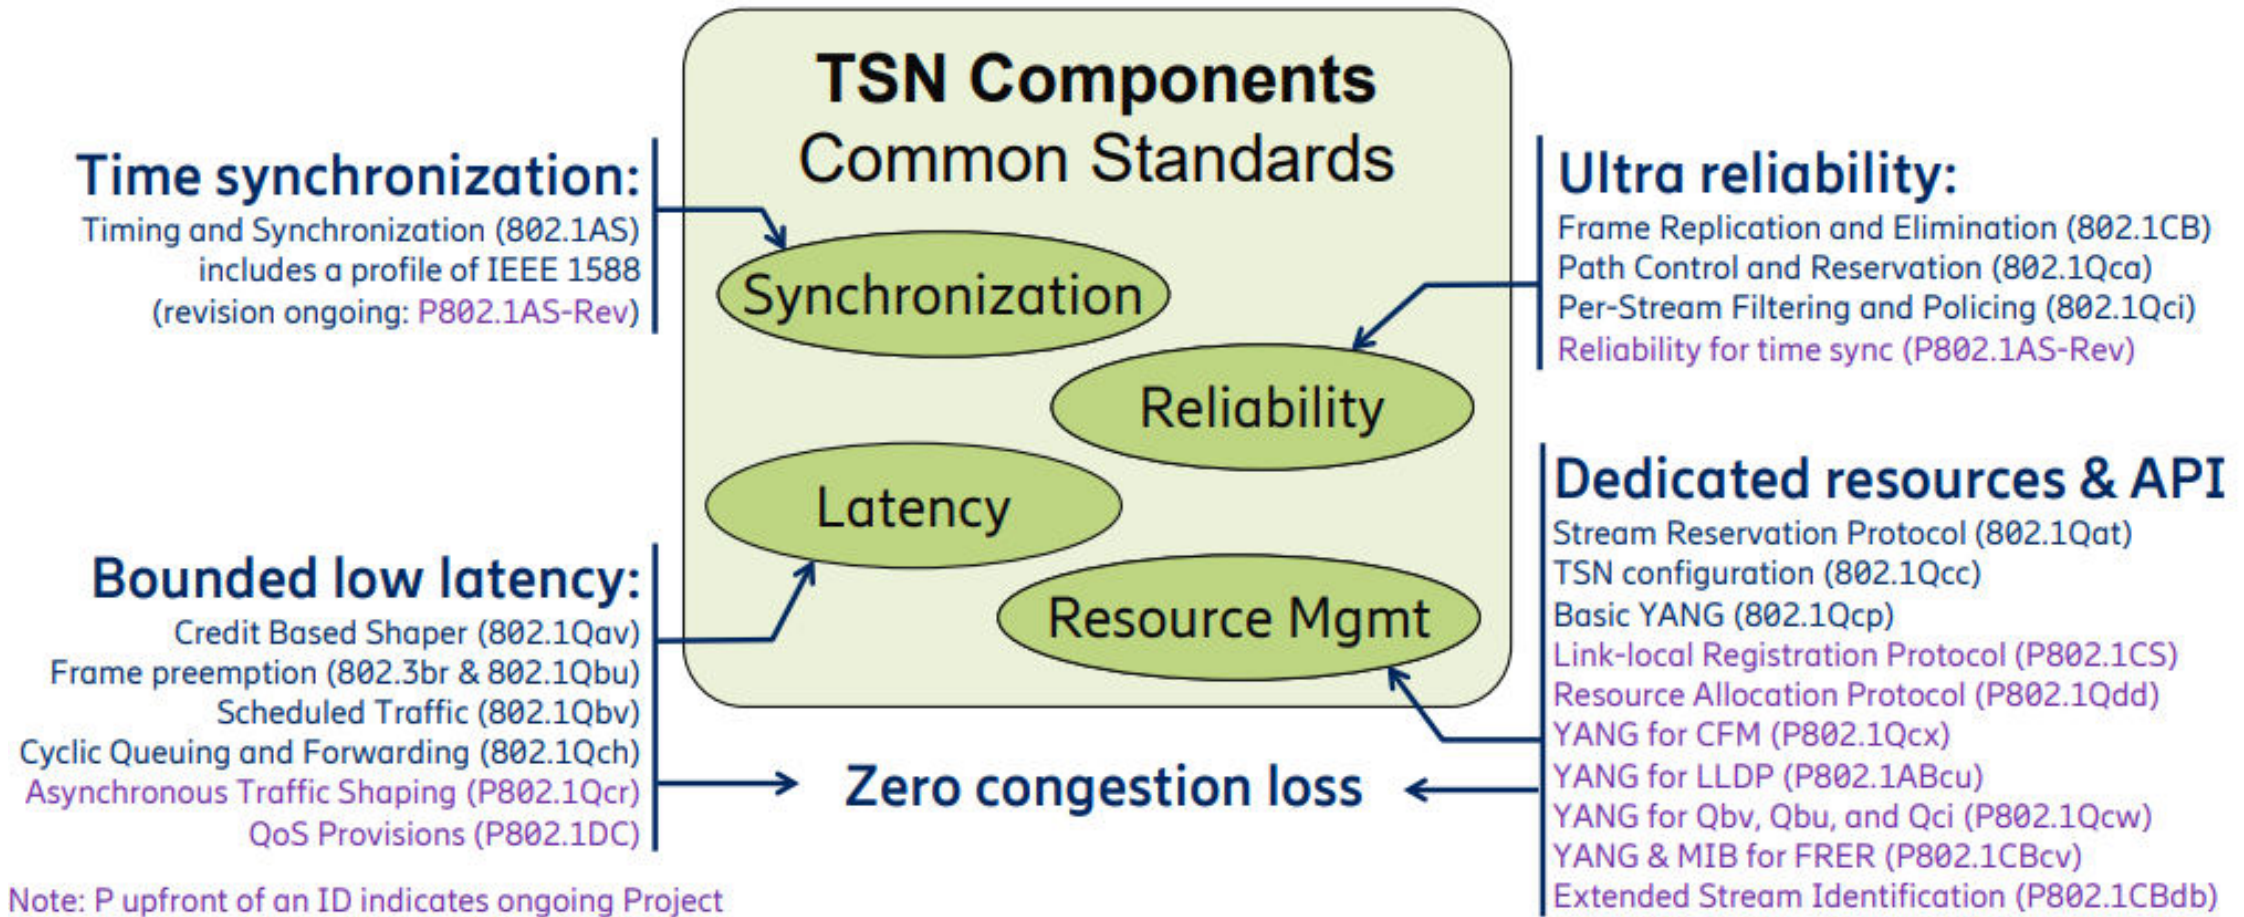 TSN Components
Common Standards
Time synchronization:
Timing and Synchronization (802.1AS)
includes a profile of IEEE 1588
(revision ongoing: P802.1AS-Rev)
Synchronization
Reliability
Latency
Resource Mgmt
Ultra reliability:
Frame Replication and Elimination (802.1CB)
Path Control and Reservation (802.1Qca)
Per-Stream Filtering and Policing (802.1Qci)
Reliability for time sync (P802.1AS-Rev)
Bounded low latency:
Credit Based Shaper (802.1Qav)
Frame preemption (802.3br & 802.1Qbu)
Scheduled Traffic (802.1Qbv)
Cyclic Queuing and Forwarding (802.1Qch)
Asynchronous Traffic Shaping (P802.1Qcr)
QoS Provisions (P802.1DC)
Zero congestion loss
Dedicated resources & API
Stream Reservation Protocol (802.1Qat)
TSN configuration (802.1Qcc)
Basic YANG (802.1Qcp)
Link-local Registration Protocol (P802.1CS)
Resource Allocation Protocol (P802.1Qdd)
YANG for CFM (P802.1Qcx)
YANG for LLDP (P802.1ABcu)
YANG for Qbv, Qbu, and Qci (P802.1Qcw)
YANG & MIB for FRER (P802.1CBcv)
Extended Stream Identification (P802.1CBdb)
Note: P upfront of an ID indicates ongoing Project